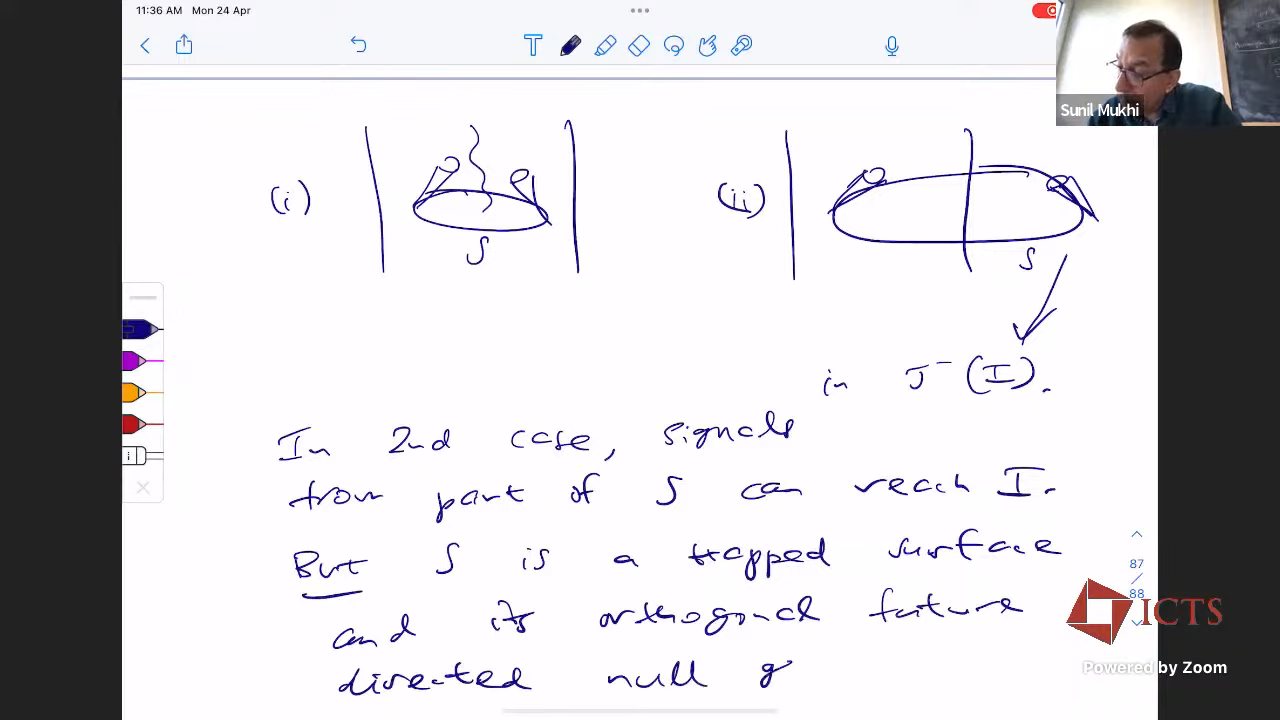 11:36 AM Mon 24 Apr
Sunil Mukhi
(i)
(ii)
S
S
in J⁻(I).
In 2nd case, signals
from part of S can reach I.
But S is a trapped surface
and its orthogonal future
directed null g
87
/
88
ICTS
Powered by Zoom